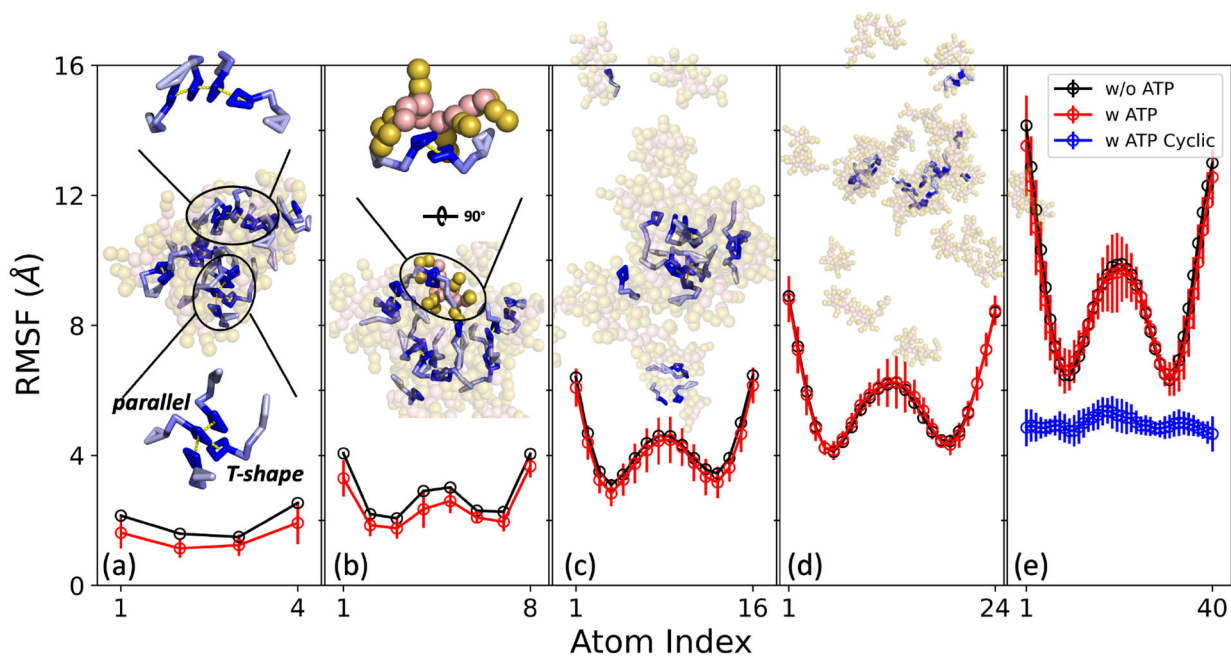 16
12
8
4
0
RMSF (Å)
parallel
T-shape
90°
w/o ATP
w ATP
w ATP Cyclic
(a)
(b)
(c)
(d)
(e)
1
4
1
8
1
16
1
24
1
40
Atom Index